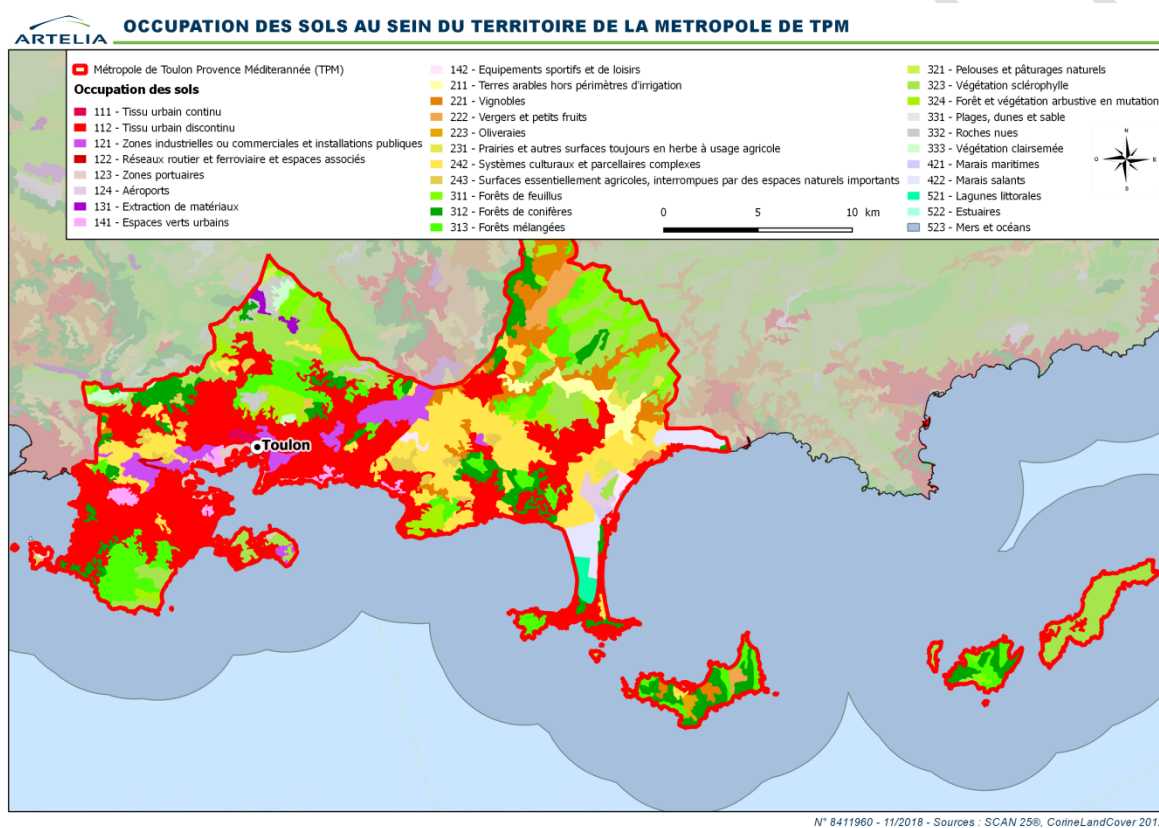 ARTELIA
OCCUPATION DES SOLS AU SEIN DU TERRITOIRE DE LA METROPOLE DE TPM
Métropole de Toulon Provence Méditerannée (TPM)
Occupation des sols
111 - Tissu urbain continu
112 - Tissu urbain discontinu
121 - Zones industrielles ou commerciales et installations publiques
122 - Réseaux routier et ferroviaire et espaces associés
123 - Zones portuaires
124 - Aéroports
131 - Extraction de matériaux
141 - Espaces verts urbains
142 - Equipements sportifs et de loisirs
211 - Terres arables hors périmètres d'irrigation
221 - Vignobles
222 - Vergers et petits fruits
223 - Oliveraies
231 - Prairies et autres surfaces toujours en herbe à usage agricole
242 - Systèmes culturaux et parcellaires complexes
243 - Surfaces essentiellement agricoles, interrompues par des espaces naturels importants
311 - Forêts de feuillus
312 - Forêts de conifères
313 - Forêts mélangées
321 - Pelouses et pâturages naturels
323 - Végétation sclérophylle
324 - Forêt et végétation arbustive en mutation
331 - Plages, dunes et sable
332 - Roches nues
333 - Végétation clairsemée
421 - Marais maritimes
422 - Marais salants
521 - Lagunes littorales
522 - Estuaires
523 - Mers et océans
N
O E
S
0 5 10 km
Toulon
N° 8411960 - 11/2018 - Sources : SCAN 25®, CorineLandCover